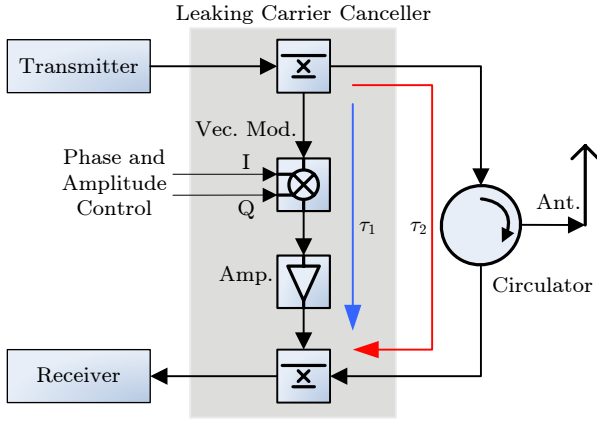 Leaking Carrier Canceller
Transmitter
Vec. Mod.
Phase and
Amplitude
Control
I
Q
τ1
τ2
Ant.
Amp.
Circulator
Receiver